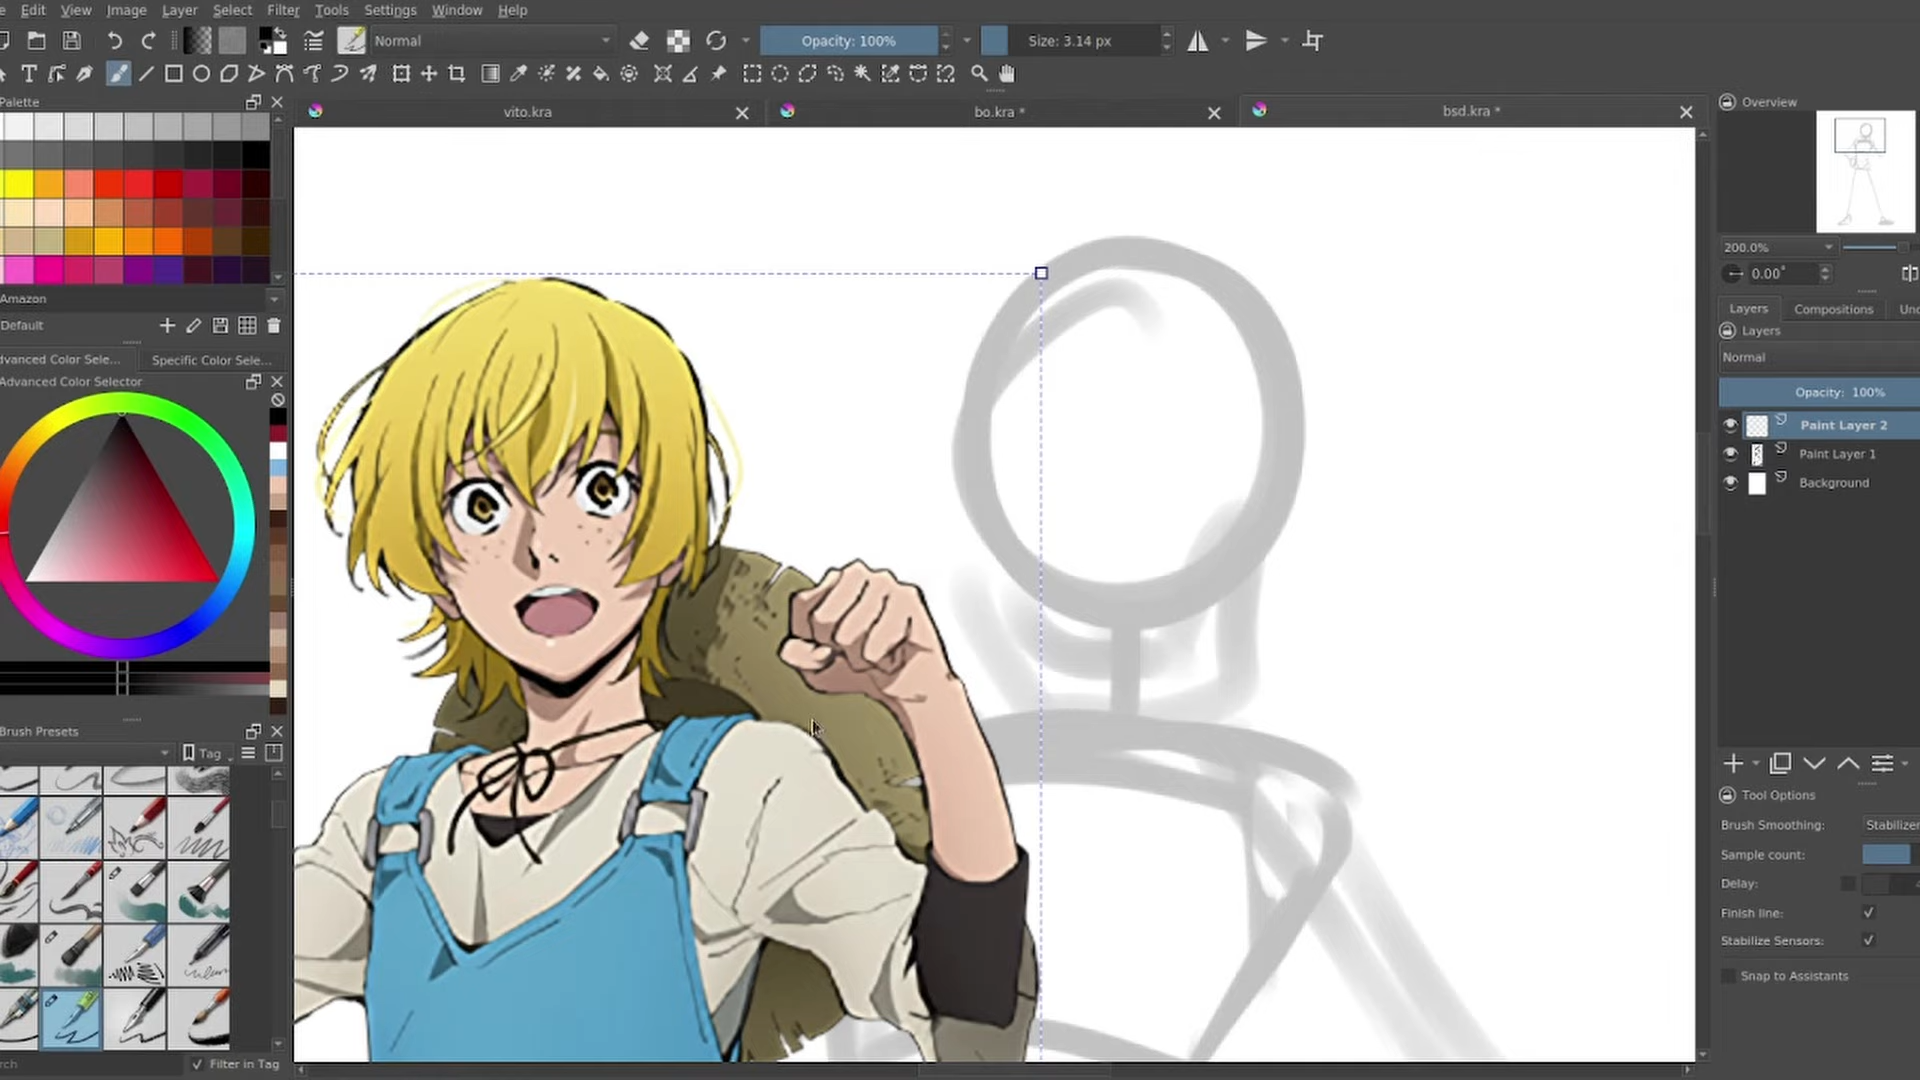 Edit View Image Layer Select Filter Tools Settings Window Help
Normal Opacity: 100% Size: 3.14 px
Palette
vito.kra bo.kra * bsd.kra *
Overview
Amazon
Default
200.0%
0.00°
Layers Compositions
Layers
dvanced Color Sele... Specific Color Sele...
Advanced Color Selector
Normal
Opacity: 100%
Paint Layer 2
Paint Layer 1
Background
Brush Presets
Tag
Tool Options
Brush Smoothing: Stabilizer
Sample count:
Delay:
Finish line:
Stabilize Sensors:
Snap to Assistants
Filter in Tag